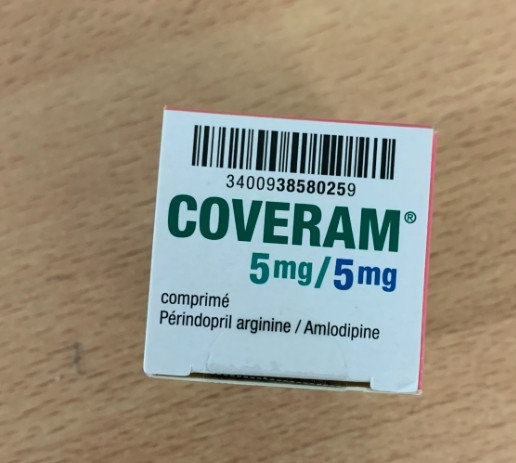 3400938580259
COVERAM®
5mg/5mg
comprimé
Périndopril arginine / Amlodipine